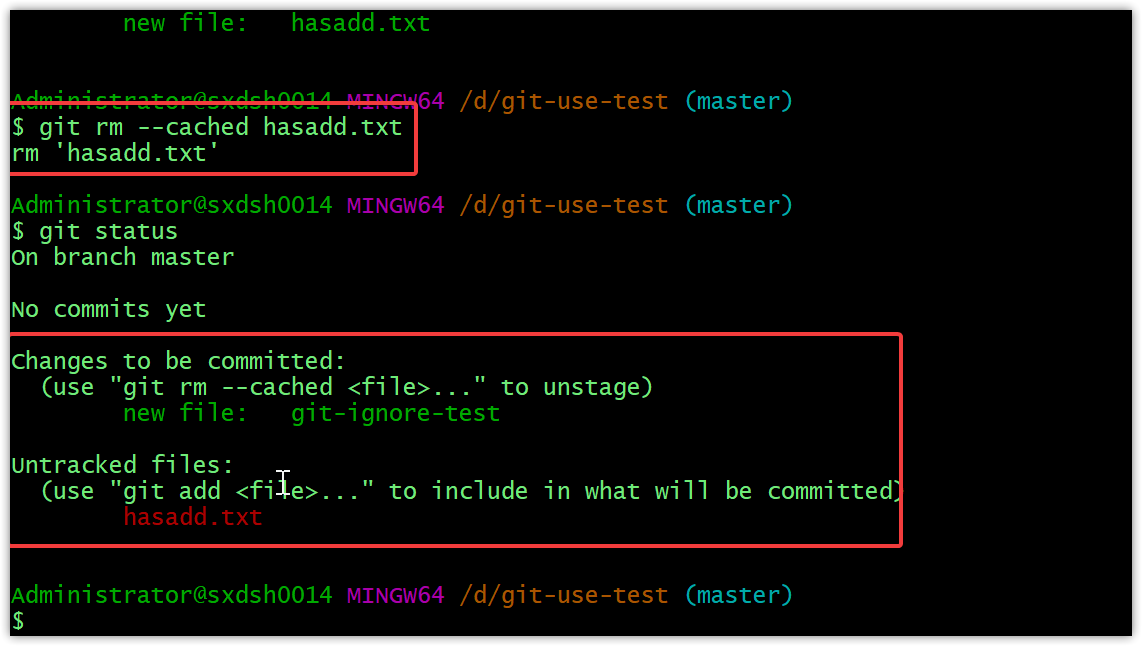 new file:   hasadd.txt
Administrator@sxdsh0014 MINGW64 /d/git-use-test (master)
$ git rm --cached hasadd.txt
rm 'hasadd.txt'
Administrator@sxdsh0014 MINGW64 /d/git-use-test (master)
$ git status
On branch master
No commits yet
Changes to be committed:
  (use "git rm --cached <file>..." to unstage)
        new file:   git-ignore-test
Untracked files:
  (use "git add <file>..." to include in what will be committed)
        hasadd.txt
Administrator@sxdsh0014 MINGW64 /d/git-use-test (master)
$